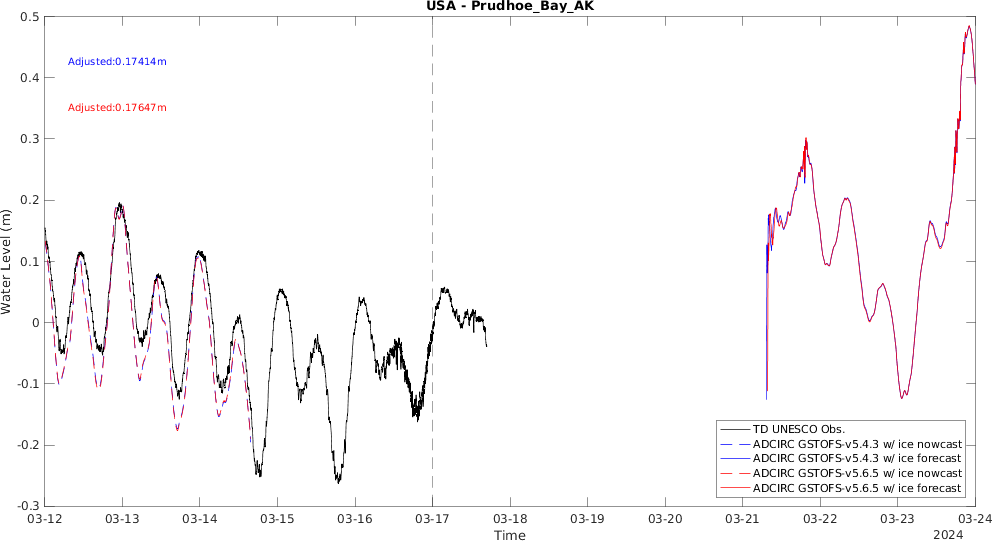 USA - Prudhoe_Bay_AK
0.5
0.4
0.3
0.2
0.1
0
-0.1
-0.2
-0.3
Water Level (m)
Adjusted:0.17414m
Adjusted:0.17647m
TD UNESCO Obs.
ADCIRC GSTOFS-v5.4.3 w/ ice nowcast
ADCIRC GSTOFS-v5.4.3 w/ ice forecast
ADCIRC GSTOFS-v5.6.5 w/ ice nowcast
ADCIRC GSTOFS-v5.6.5 w/ ice forecast
03-12 03-13 03-14 03-15 03-16 03-17 03-18 03-19 03-20 03-21 03-22 03-23 03-24
Time
2024